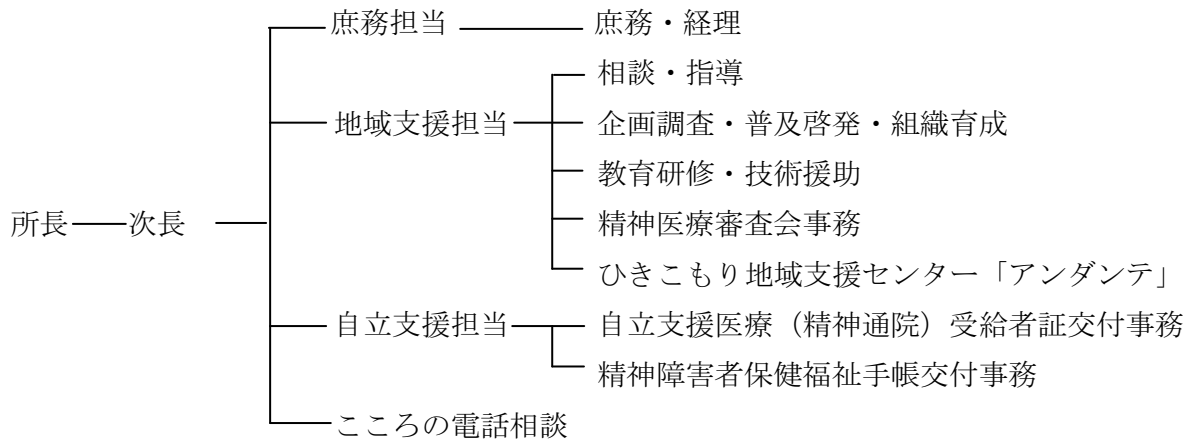 庶務担当 庶務・経理
相談・指導
地域支援担当 企画調査・普及啓発・組織育成
教育研修・技術援助
所長 次長 精神医療審査会事務
ひきこもり地域支援センター「アンダンテ」
自立支援担当 自立支援医療（精神通院）受給者証交付事務
精神障害者保健福祉手帳交付事務
こころの電話相談